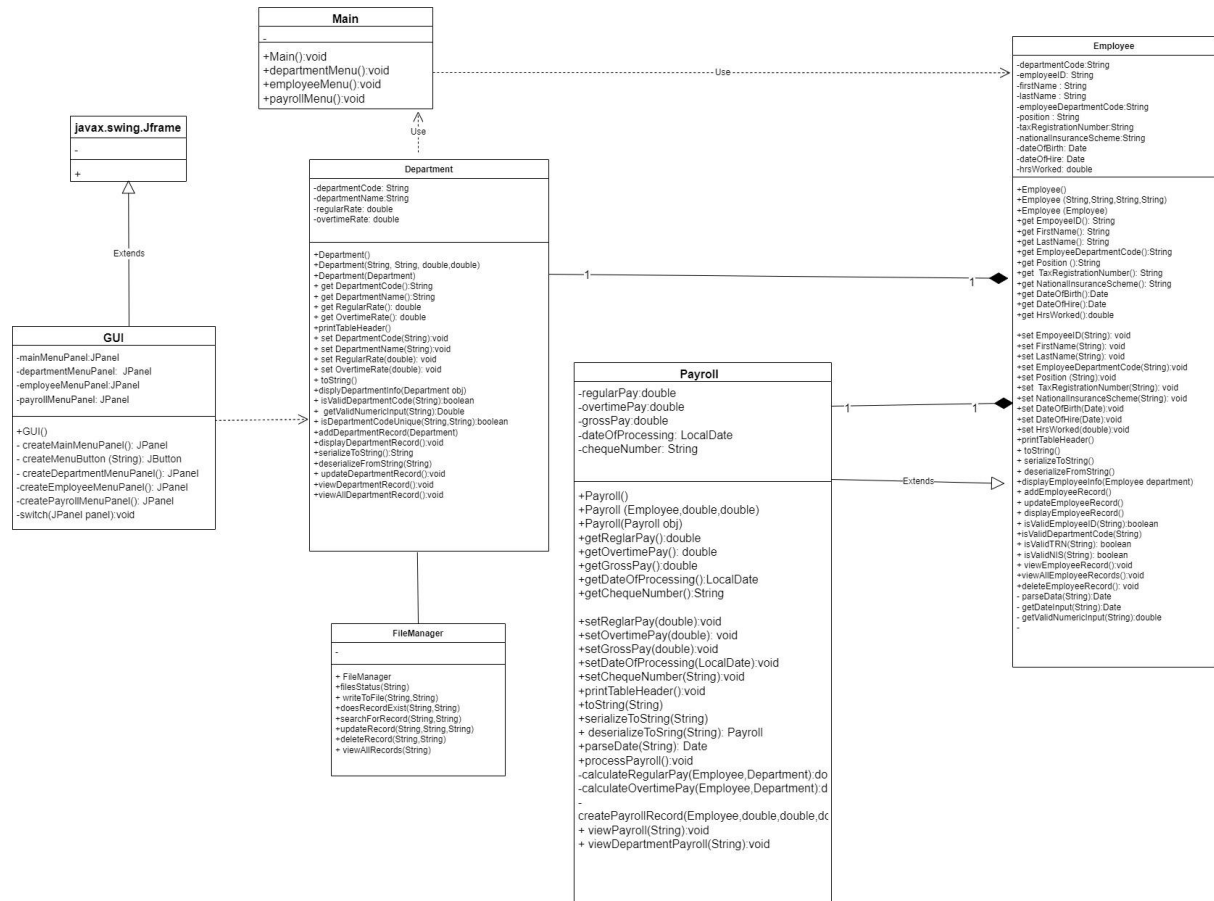 Main
-
+Main():void
+departmentMenu():void
+employeeMenu():void
+payrollMenu():void
Use
Use
javax.swing.Jframe
-
+
Extends
GUI
-mainMenuPanel:JPanel
-departmentMenuPanel: JPanel
-employeeMenuPanel:JPanel
-payrollMenuPanel: JPanel
+GUI()
- createMainMenuPanel(): JPanel
- createMenuButton (String): JButton
- createDepartmentMenuPanel(): JPanel
-createEmployeeMenuPanel(): JPanel
-createPayrollMenuPanel(): JPanel
-switch(JPanel panel):void
Department
-departmentCode: String
-departmentName:String
-regularRate: double
-overtimeRate: double
+Department()
+Department(String, String, double,double)
+Department(Department)
+ get DepartmentCode():String
+ get DepartmentName():String
+ get RegularRate(): double
+ get OvertimeRate(): double
+printTableHeader()
+ set DepartmentCode(String):void
+ set DepartmentName(String):void
+ set RegularRate(double): void
+ set OvertimeRate(double): void
+ toString()
+displyDepartmentInfo(Department obj)
+ isValidDepartmentCode(String):boolean
+ getValidNumericInput(String):Double
+ isDepartmentCodeUnique(String,String):boolean
+addDepartmentRecord(Department)
+displayDepartmentRecord():void
+serializeToString():String
+deserializeFromString(String)
+ updateDepartmentRecord():void
+viewDepartmentRecord():void
+viewAllDepartmentRecord():void
1
1
FileManager
-
+ FileManager
+filesStatus(String)
+ writeToFile(String,String)
+doesRecordExist(String,String)
+searchForRecord(String,String)
+updateRecord(String,String,String)
+deleteRecord(String,String)
+ viewAllRecords(String)
Payroll
-regularPay:double
-overtimePay:double
-grossPay:double
-dateOfProcessing: LocalDate
-chequeNumber: String
+Payroll()
+Payroll (Employee,double,double)
+Payroll(Payroll obj)
+getReglarPay():double
+getOvertimePay(): double
+getGrossPay():double
+getDateOfProcessing():LocalDate
+getChequeNumber():String
+setReglarPay(double):void
+setOvertimePay(double): void
+setGrossPay(double):void
+setDateOfProcessing(LocalDate):void
+setChequeNumber(String):void
+printTableHeader():void
+toString(String)
+serializeToString(String)
+ deserializeToSring(String): Payroll
+parseDate(String): Date
+processPayroll():void
-calculateRegularPay(Employee,Department):do
-calculateOvertimePay(Employee,Department):d
-
createPayrollRecord(Employee,double,double,dc
+ viewPayroll(String):void
+ viewDepartmentPayroll(String):void
1
1
Extends
Employee
-departmentCode:String
-employeeID: String
-firstName : String
-lastName : String
-employeeDepartmentCode:String
-position : String
-taxRegistrationNumber:String
-nationalInsuranceScheme:String
-dateOfBirth: Date
-dateOfHire: Date
-hrsWorked: double
+Employee()
+Employee (String,String,String,String)
+Employee (Employee)
+get EmpoyeeID(): String
+get FirstName(): String
+get LastName(): String
+get EmployeeDepartmentCode():String
+get Position ():String
+get TaxRegistrationNumber(): String
+get NationalInsuranceScheme(): String
+get DateOfBirth():Date
+get DateOfHire():Date
+get HrsWorked():double
+set EmpoyeeID(String): void
+set FirstName(String): void
+set LastName(String): void
+set EmployeeDepartmentCode(String):void
+set Position (String):void
+set TaxRegistrationNumber(String): void
+set NationalInsuranceScheme(String): void
+set DateOfBirth(Date):void
+set DateOfHire(Date):void
+set HrsWorked(double):void
+printTableHeader()
+ toString()
+ serializeToString()
+ deserializeFromString()
+displayEmployeeInfo(Employee department)
+ addEmployeeRecord()
+ updateEmployeeRecord()
+ displayEmployeeRecord()
+ isValidEmployeeID(String):boolean
+isValidDepartmentCode(String)
+ isValidTRN(String): boolean
+ isValidNIS(String): boolean
+ viewEmployeeRecord():void
+viewAllEmployeeRecords():void
+deleteEmployeeRecord(): void
- parseData(String):Date
- getDateInput(String):Date
- getValidNumericInput(String):double
-